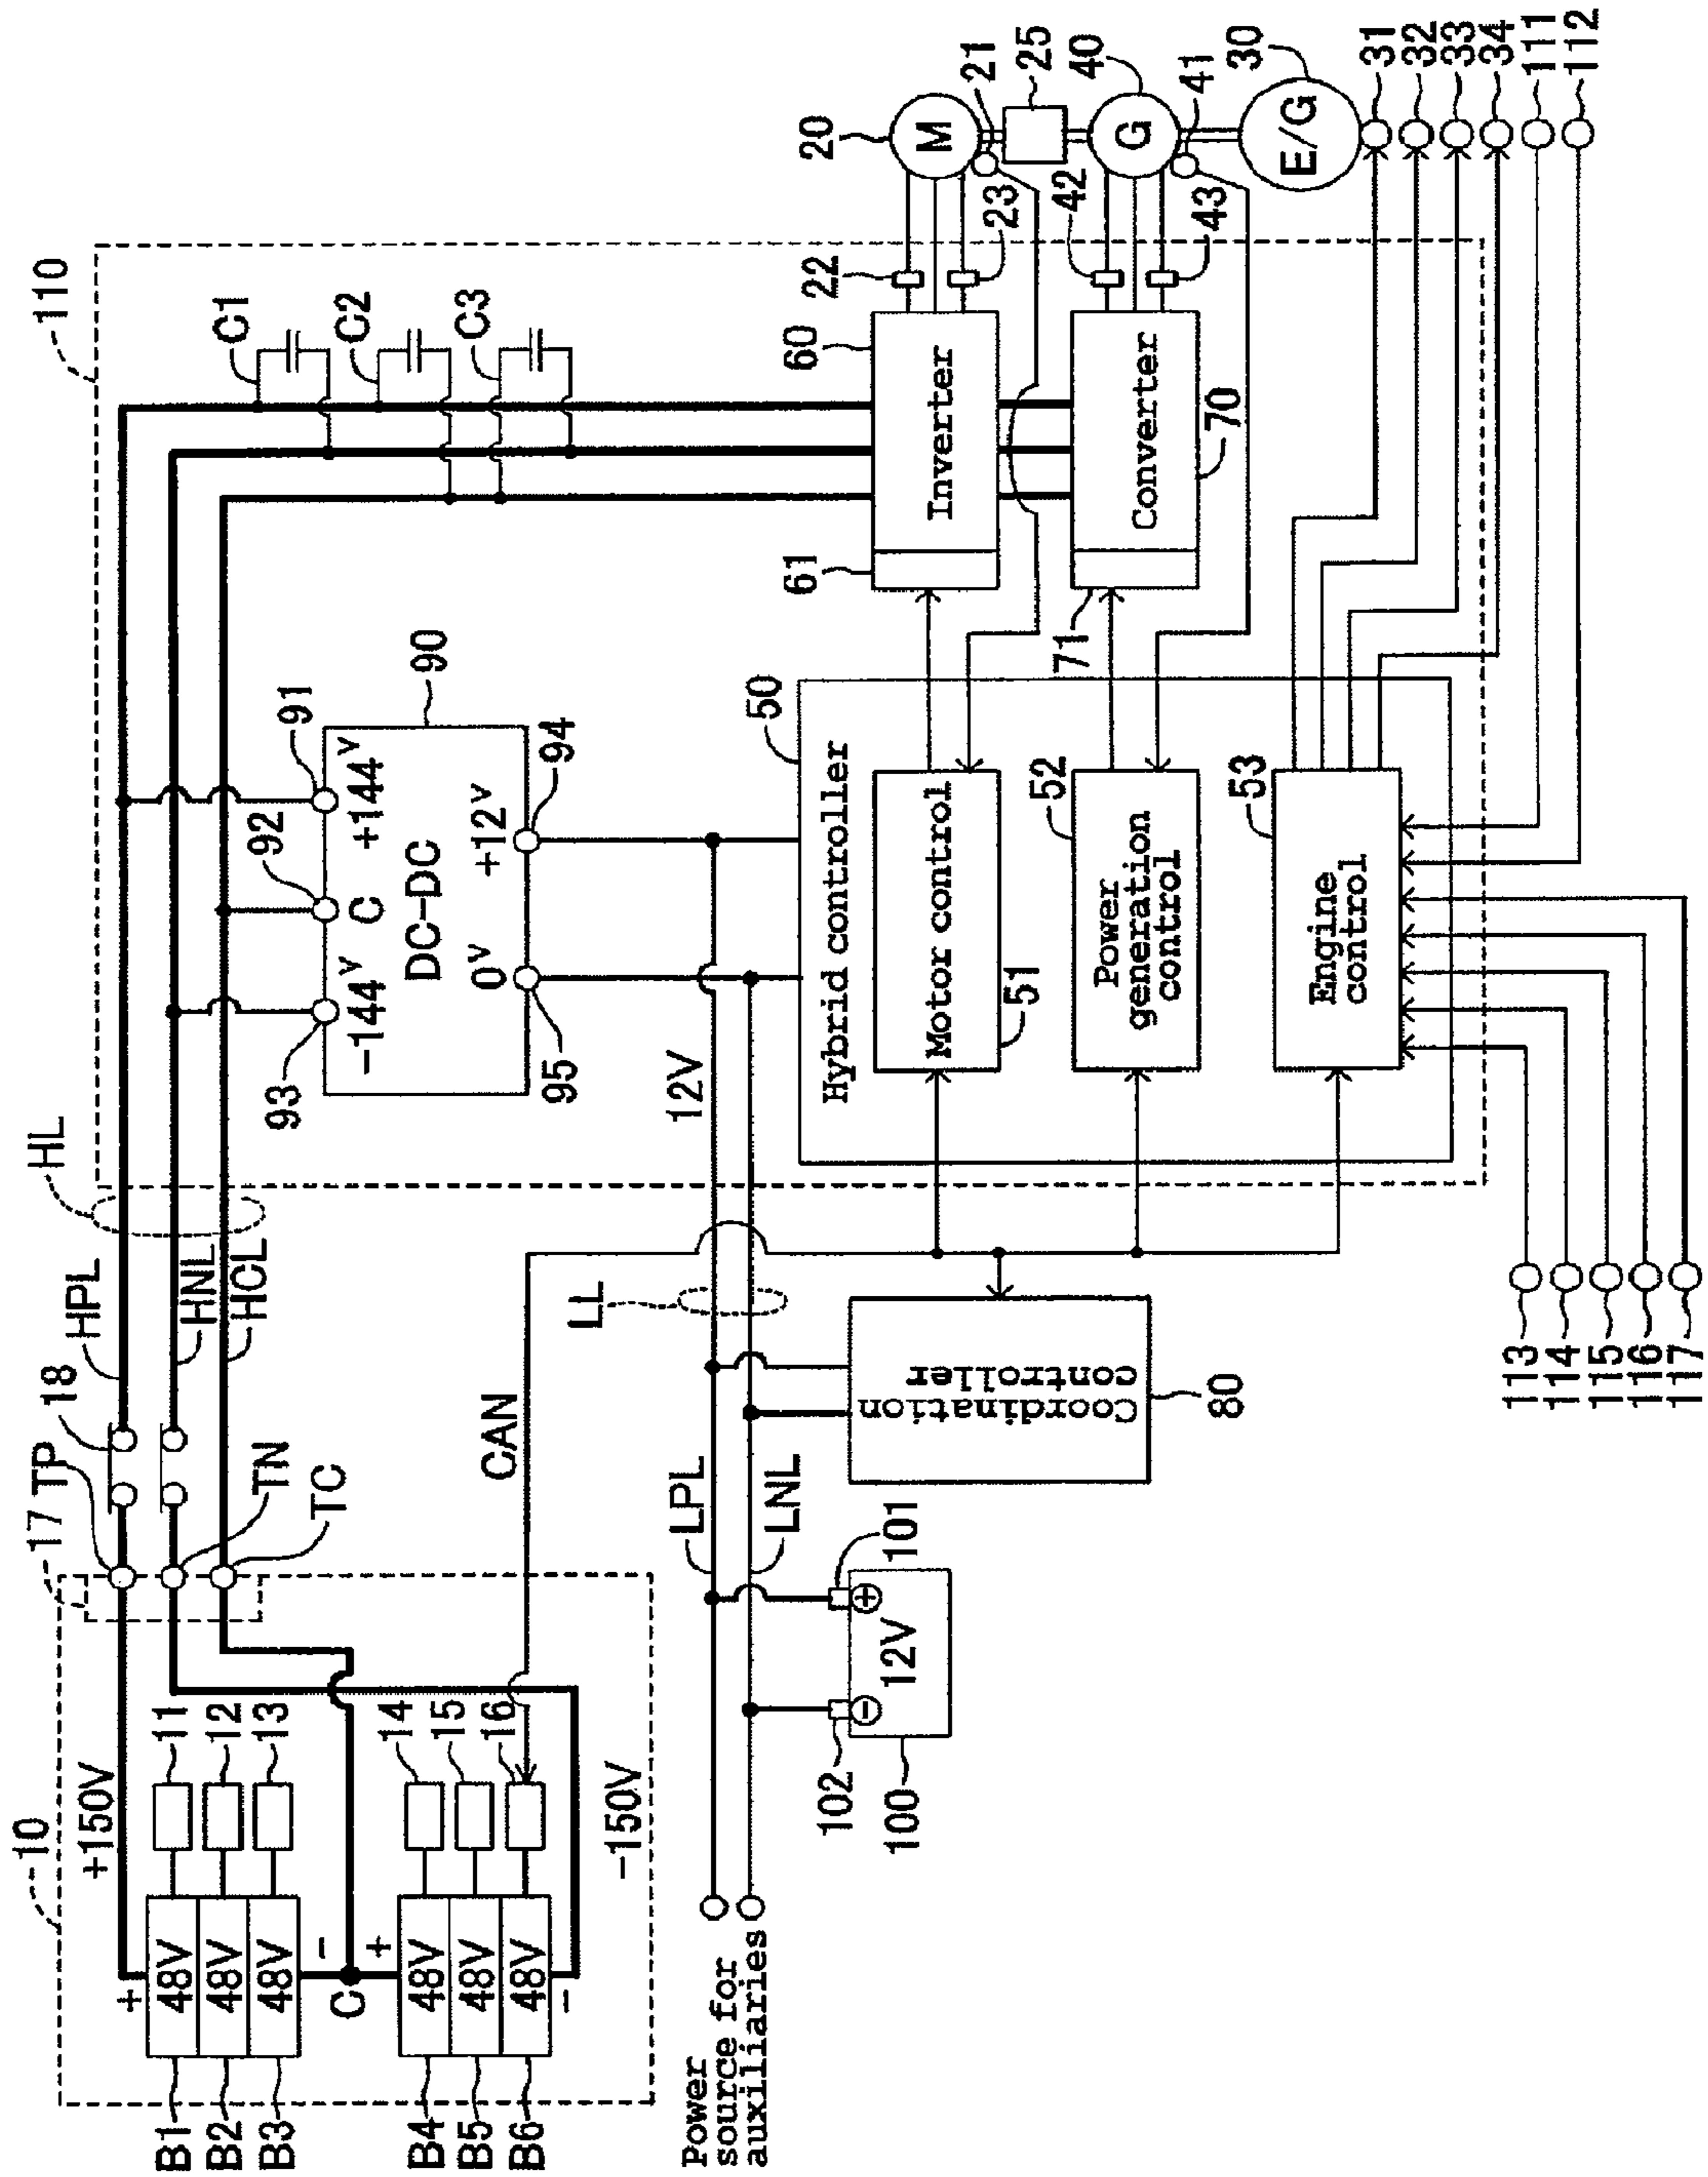 10
+150V
11
12
13
14
15
16
-150V
B1
B2
B3
B4
B5
B6
+
48V
48V
48V
-
C
+
48V
48V
48V
-
17
TP
18
TN
TC
HPL
HNL
HCL
HL
110
C1
C2
C3
93
92
91
90
-144V
C
+144V
DC-DC
0V
+12V
95
94
CAN
LL
12V
LPL
LNL
Power
source for
auxiliaries
102
101
12V
100
Coordination
controller
80
50
Hybrid controller
Motor control
51
Power
generation
control
52
Engine
control
53
61
60
Inverter
71
Converter
70
22
23
42
43
20
M
21
25
40
G
41
30
E/G
31
32
33
34
111
112
113
114
115
116
117